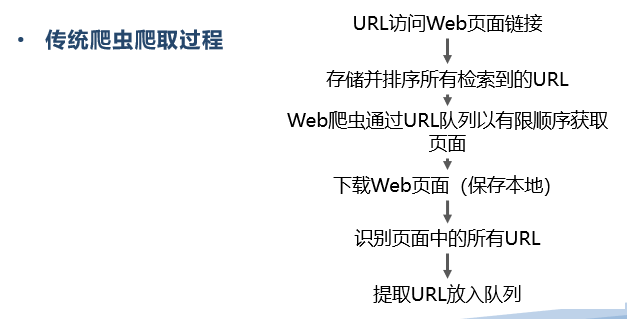 • 传统爬虫爬取过程
URL访问Web页面链接
存储并排序所有检索到的URL
Web爬虫通过URL队列以有限顺序获取
页面
下载Web页面（保存本地）
识别页面中的所有URL
提取URL放入队列